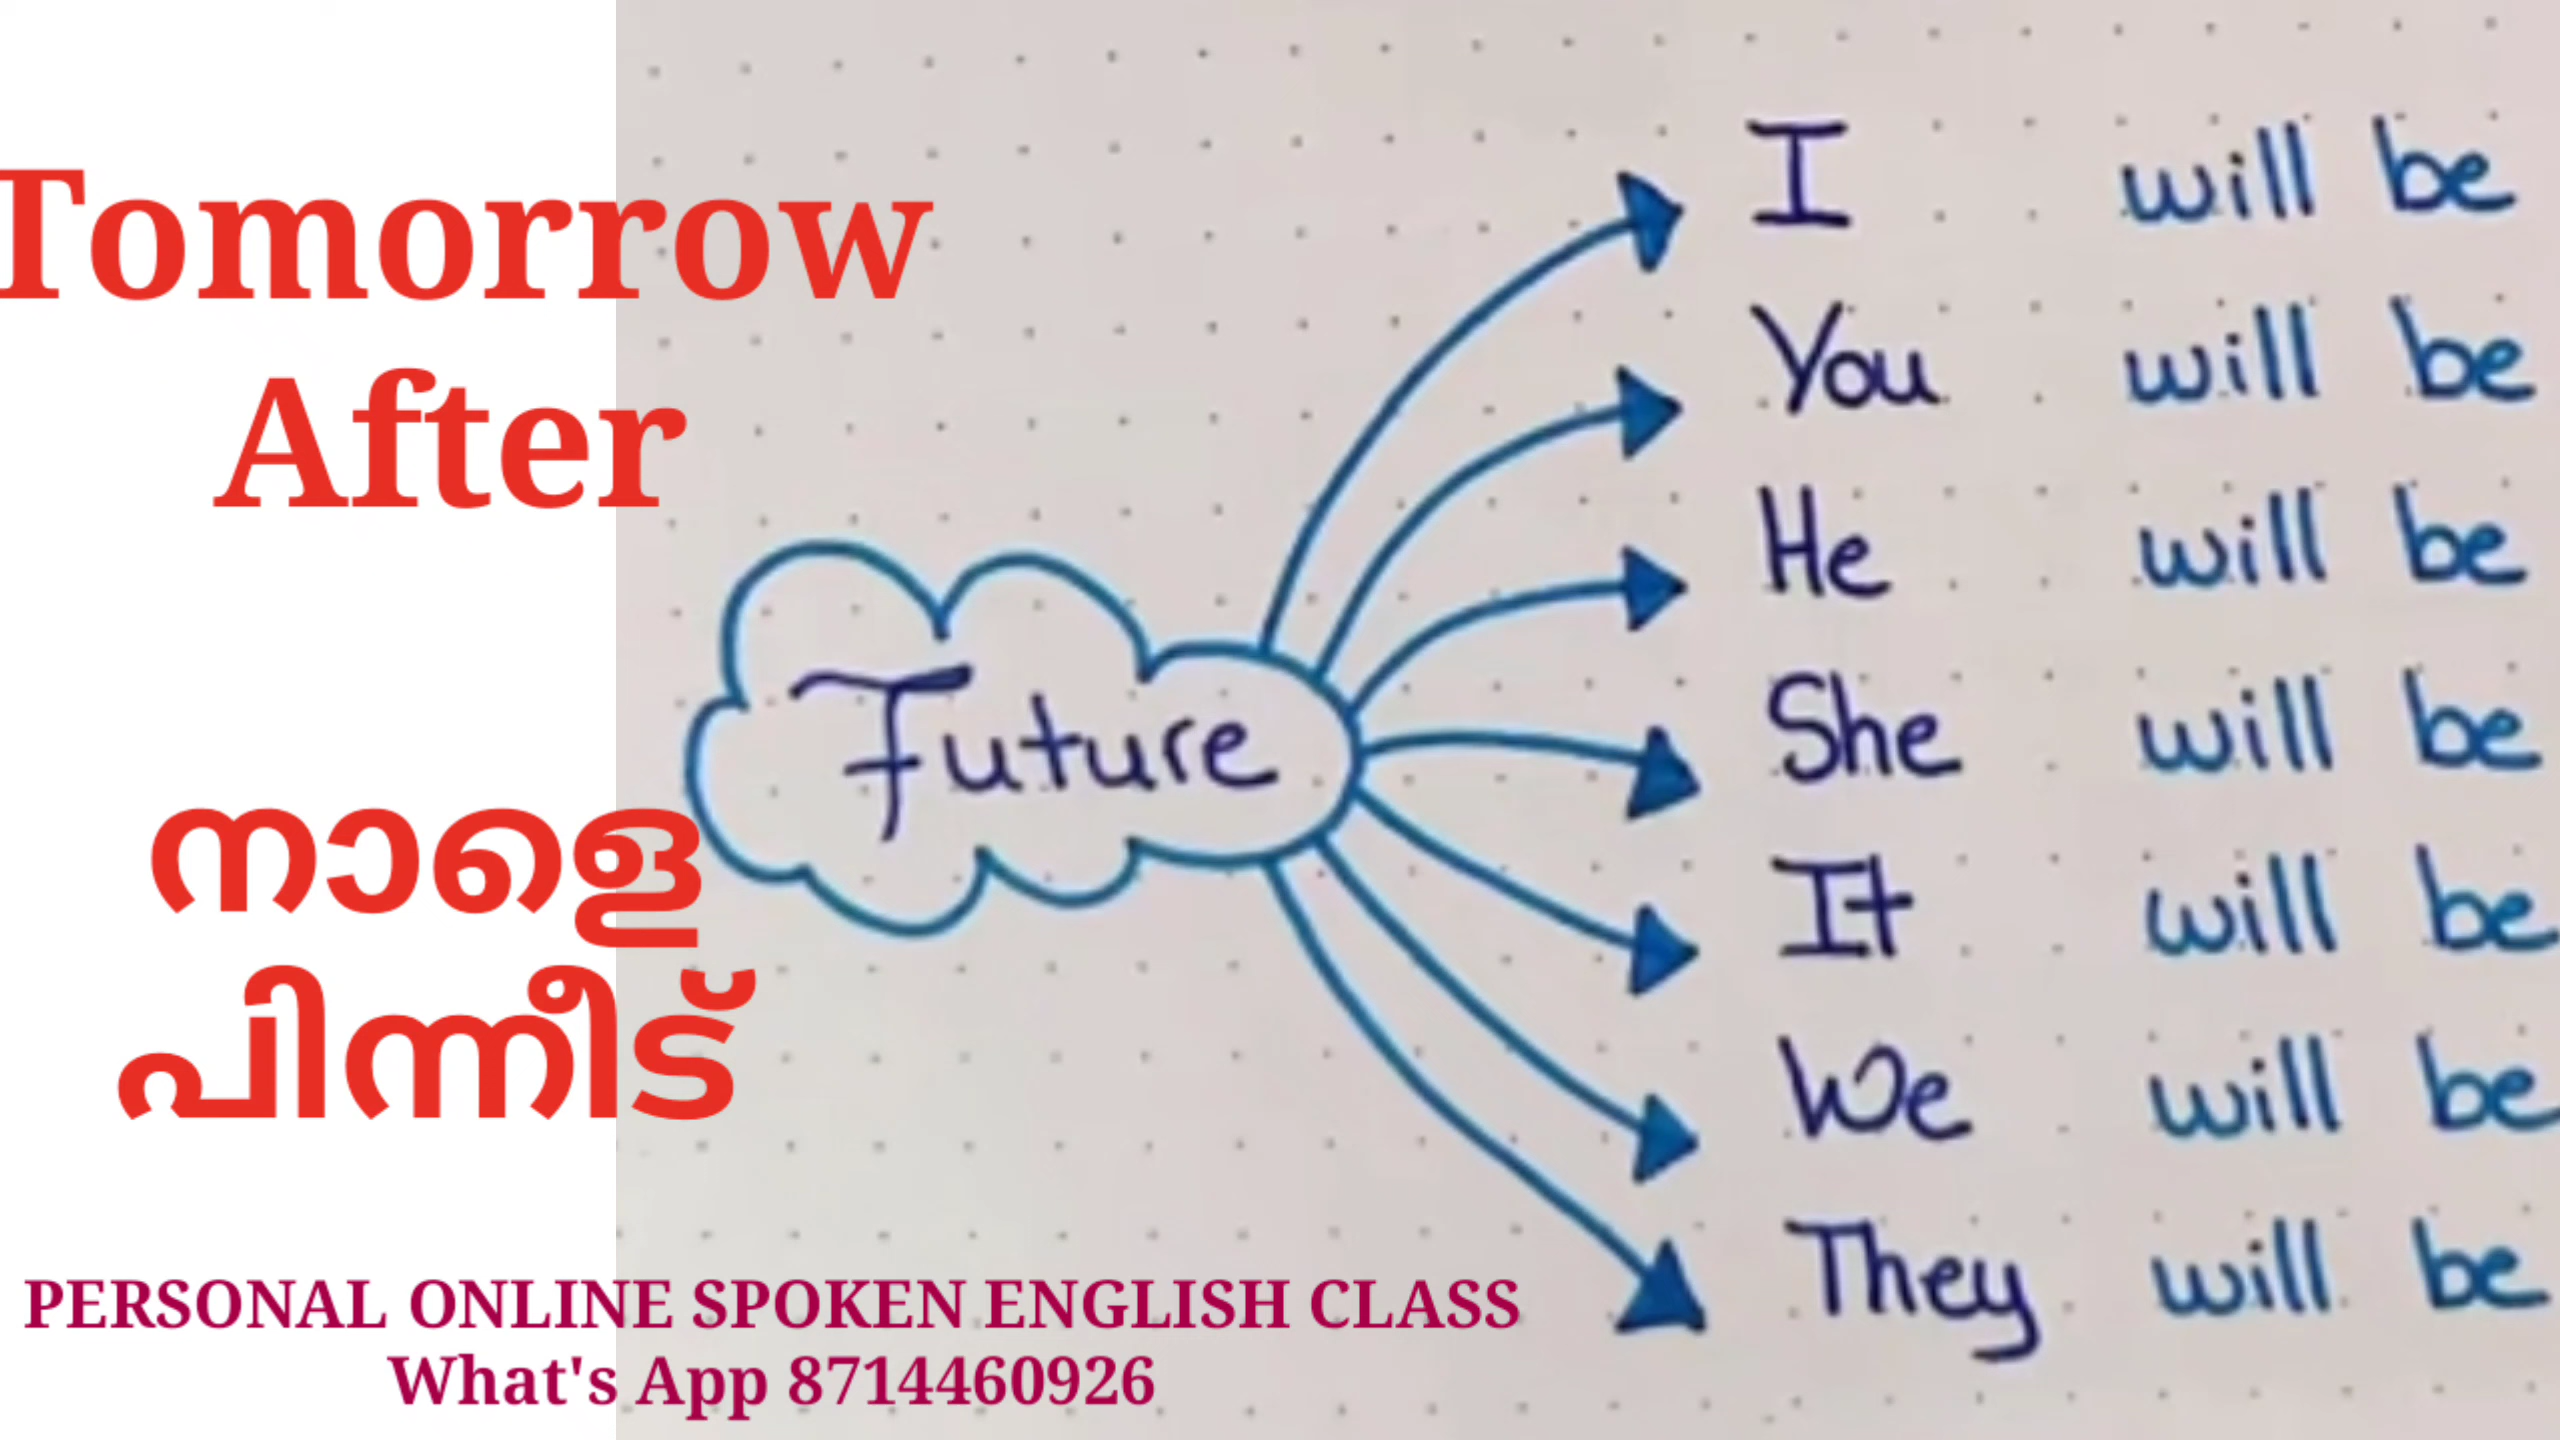 Tomorrow
After
നാളെ
പിന്നീട്
Future
I will be
You will be
He will be
She will be
It will be
We will be
They will be
PERSONAL ONLINE SPOKEN ENGLISH CLASS
What's App 8714460926